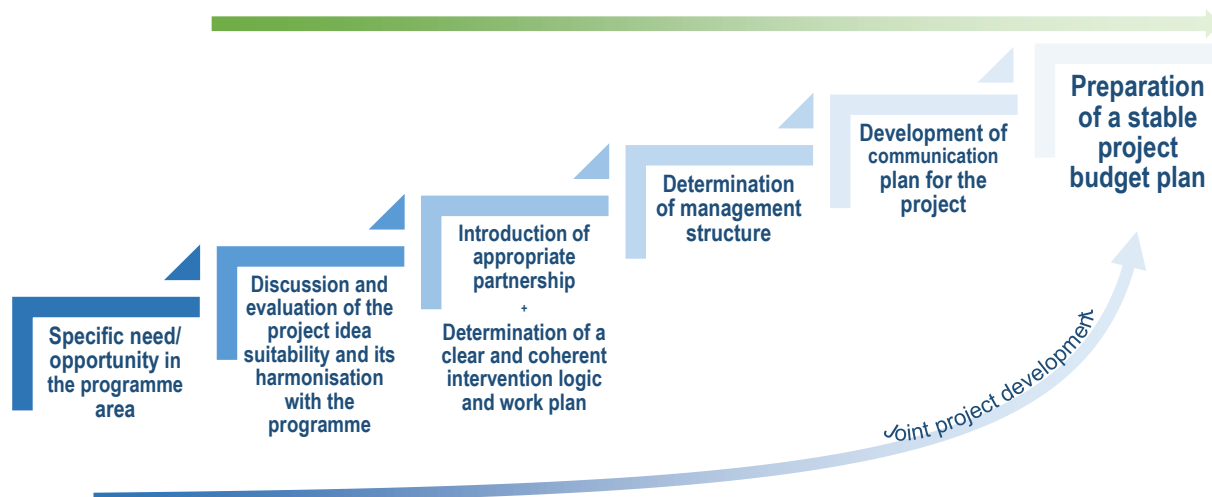 Specific need/
opportunity in
the programme
area
Discussion and
evaluation of the
project idea
suitability and its
harmonisation
with the
programme
Introduction of
appropriate
partnership
+
Determination of a
clear and coherent
intervention logic
and work plan
Determination
of management
structure
Development of
communication
plan for the
project
Preparation
of a stable
project
budget plan
Joint project development